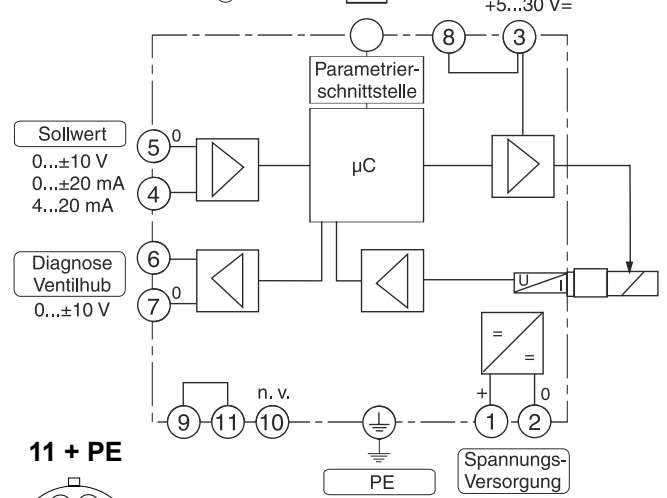 +5...30 V=
8
3
Parametrier-
schnittstelle
Sollwert
0...±10 V
0...±20 mA
4...20 mA
5
0
4
µC
Diagnose
Ventilhub
0...±10 V
6
7
0
U
I
=
=
n. v.
+
0
9
11
10
1
2
11 + PE
PE
Spannungs-
Versorgung